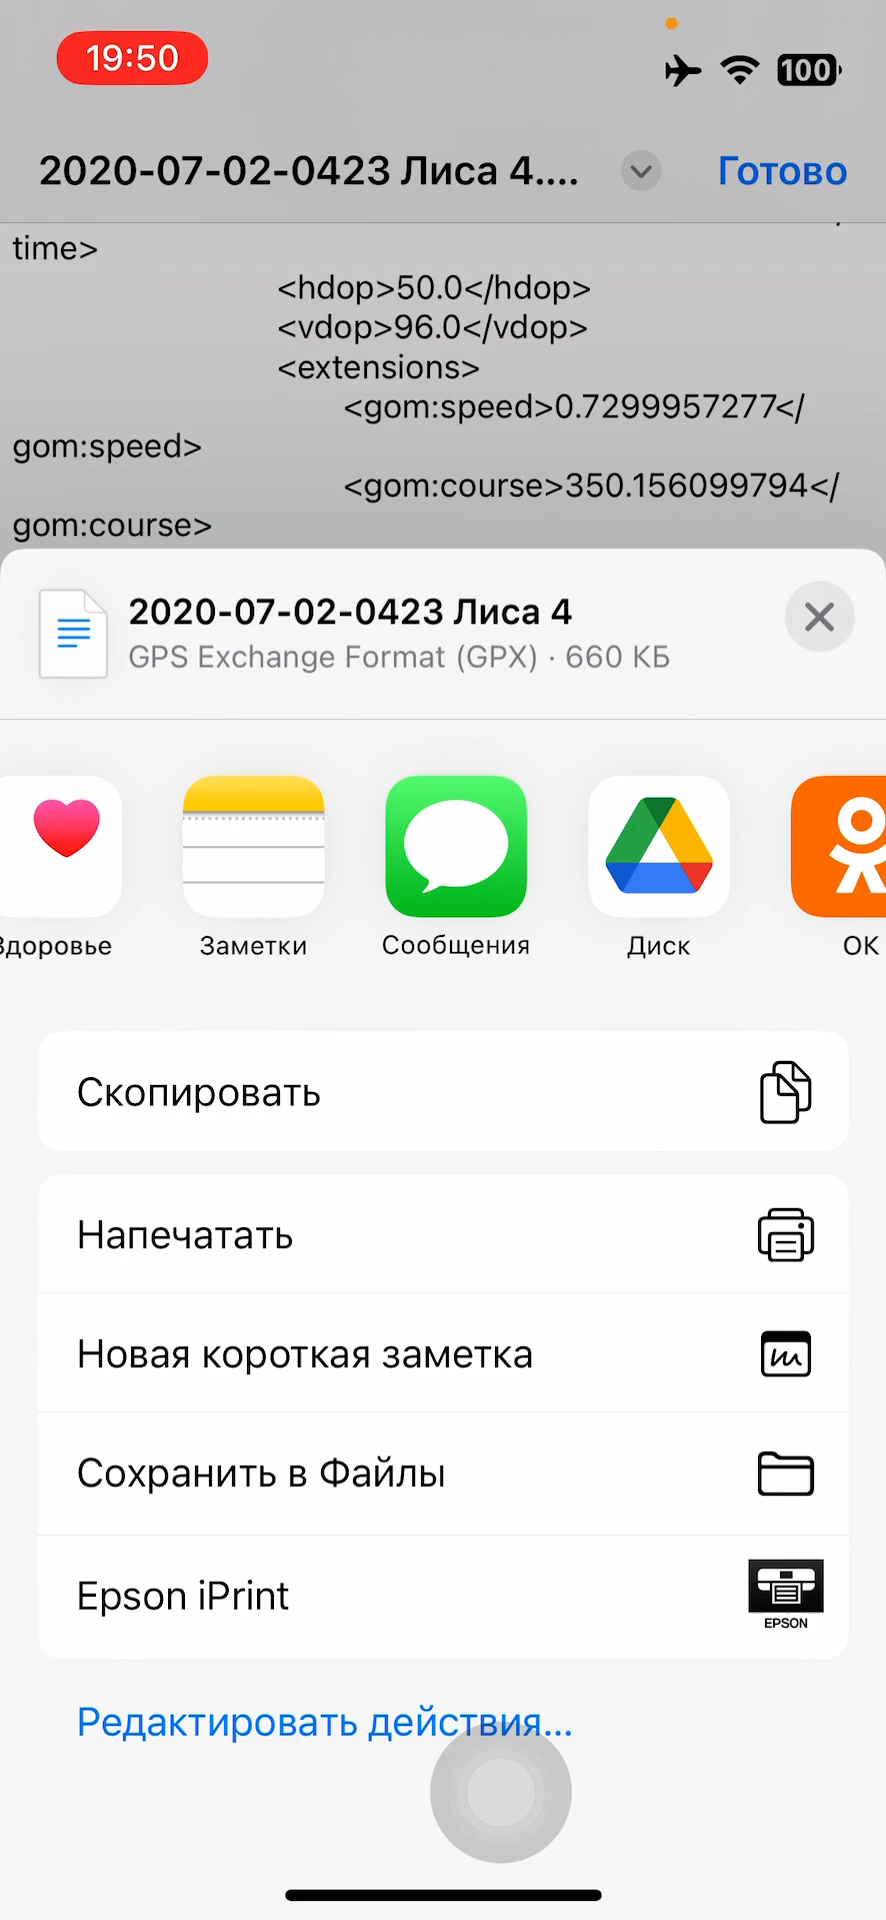 19:50
100
2020-07-02-0423 Лиса 4....
Готово
time>
<hdop>50.0</hdop>
<vdop>96.0</vdop>
<extensions>
<gom:speed>0.7299957277</
gom:speed>
<gom:course>350.156099794</
gom:course>
2020-07-02-0423 Лиса 4
GPS Exchange Format (GPX) · 660 КБ
Здоровье
Заметки
Сообщения
Диск
ОК
Скопировать
Напечатать
Новая короткая заметка
Сохранить в Файлы
Epson iPrint
EPSON
Редактировать действия...